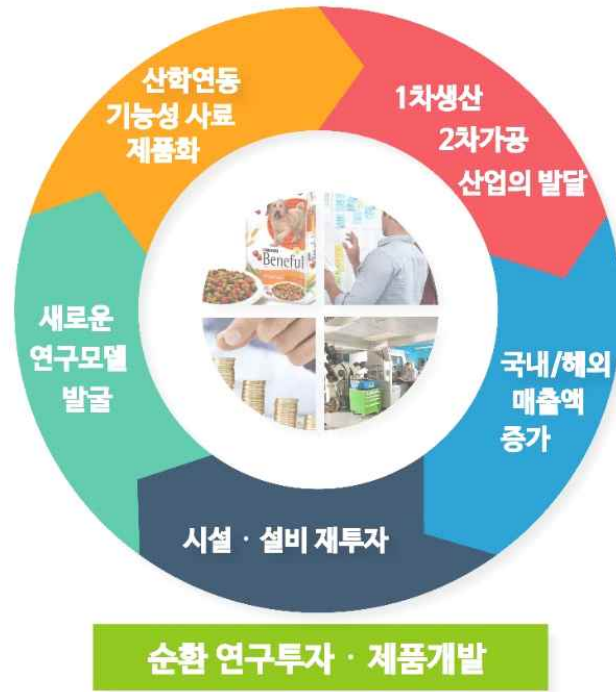 산학연동
기능성 사료
제품화
1차생산
2차가공
산업의 발달
국내/해외
매출액
증가
시설 · 설비 재투자
새로운
연구모델
발굴
Beneful
순환 연구투자 · 제품개발